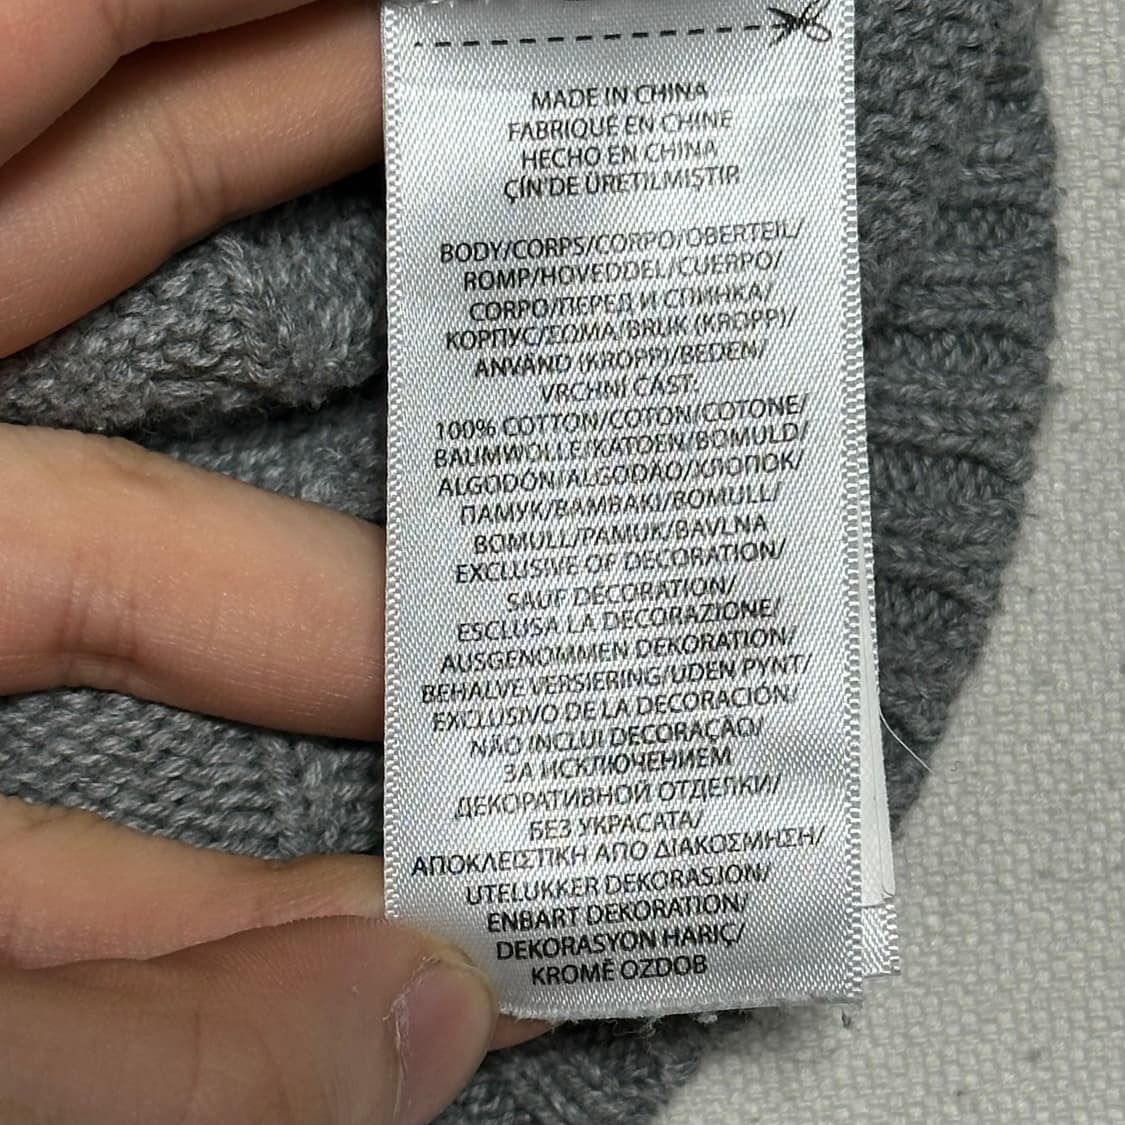 MADE IN CHINA
FABRIQUÉ EN CHINE
HECHO EN CHINA
ÇİN'DE ÜRETİLMİŞTİR
BODY/CORPS/CORPO/OBERTEIL/
ROMP/HOVEDDEL/CUERPO/
CORPO/ПЕРЕД И СПИНКА/
КОРПУС/ΣΩΜΑ/BRUK (KROPP)/
ANVÄND (KROPP)/BEDEN/
VRCHNÍ ČÁST:
100% COTTON/COTON/COTONE/
BAUMWOLLE/KATOEN/BOMULD/
ALGODÓN/ALGODÃO/ХЛОПОК/
ПАМУК/ΒΑΜΒΑΚΙ/BOMULL/
BOMULL/PAMUK/BAVLNA
EXCLUSIVE OF DECORATION/
SAUF DÉCORATION/
ESCLUSA LA DECORAZIONE/
AUSGENOMMEN DEKORATION/
BEHALVE VERSIERING/UDEN PYNT/
EXCLUSIVO DE LA DECORACIÓN/
NÃO INCLUI DECORAÇÃO/
ЗА ИСКЛЮЧЕНИЕМ
ДЕКОРАТИВНОЙ ОТДЕЛКИ/
БЕЗ УКРАСАТА/
ΑΠΟΚΛΕΙΣΤΙΚΗ ΑΠΟ ΔΙΑΚΟΣΜΗΣΗ/
UTELUKKER DEKORASJON/
ENBART DEKORATION/
DEKORASYON HARİÇ/
KROMĚ OZDOB